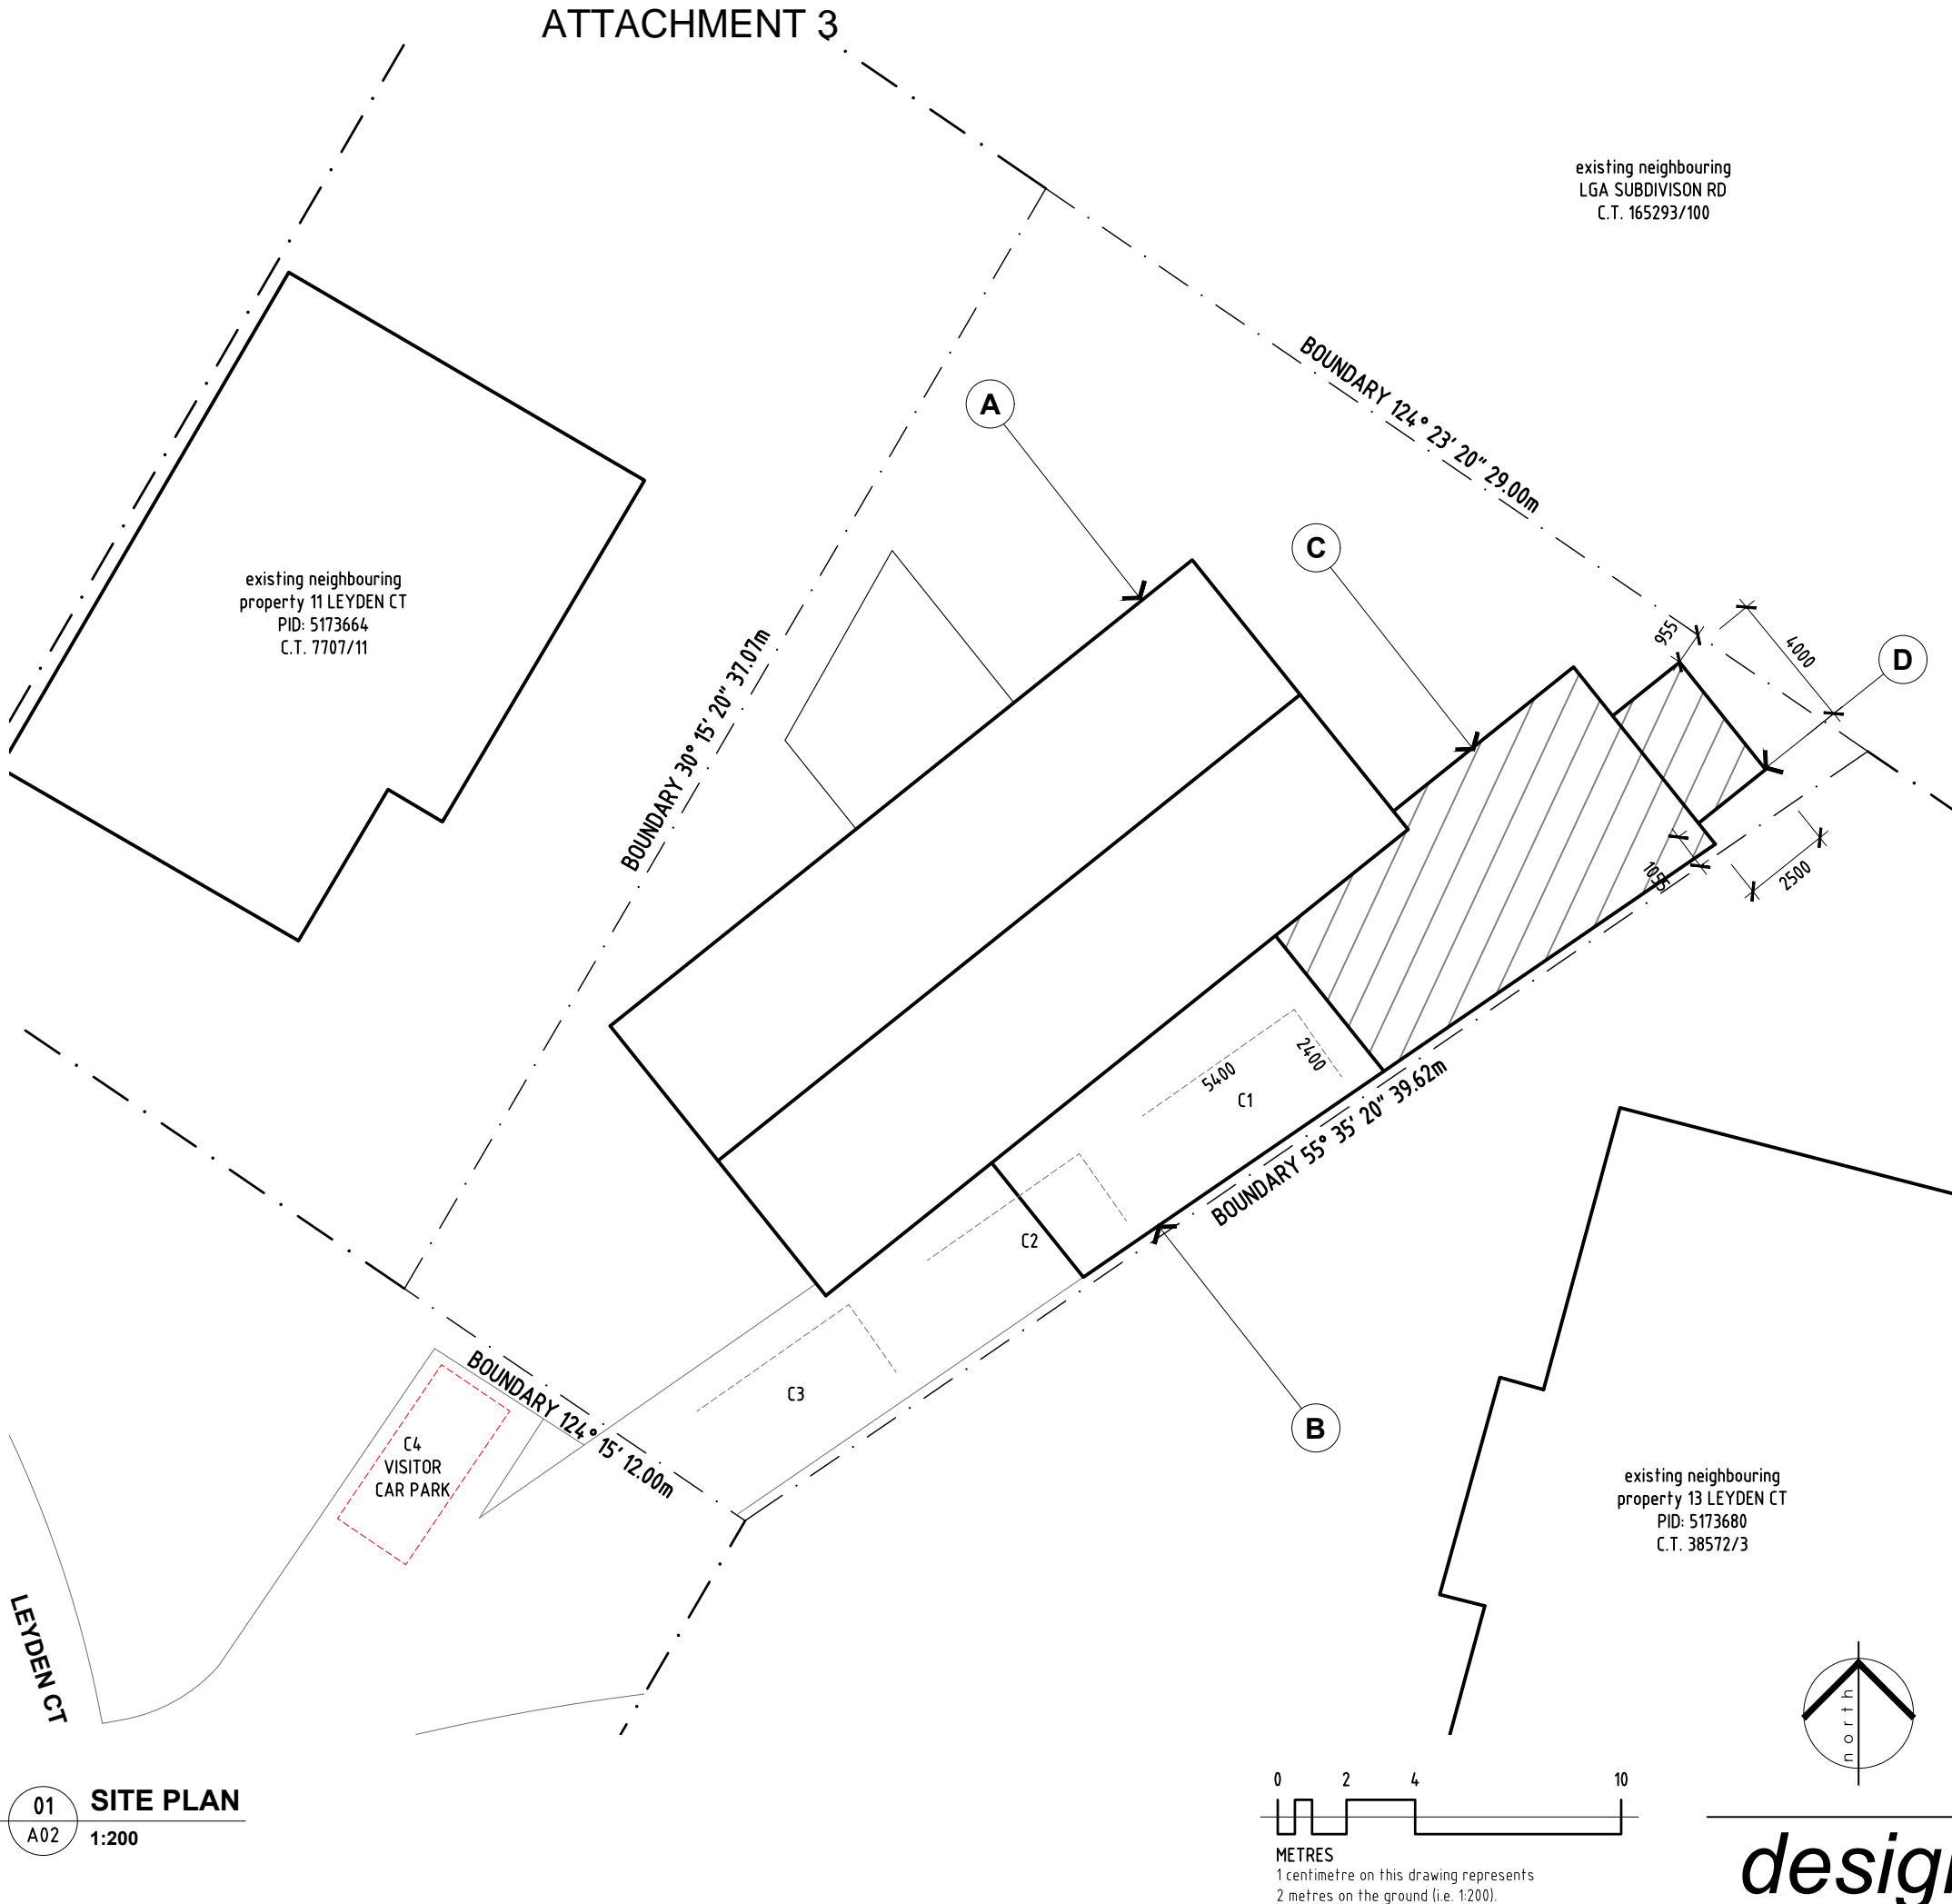 ATTACHMENT 3
existing neighbouring
LGA SUBDIVISON RD
C.T. 165293/100
BOUNDARY 124° 23' 20" 29.00m
A
C
existing neighbouring
property 11 LEYDEN CT
PID: 5173664
C.T. 7707/11
955
4000
D
BOUNDARY 30° 15' 20" 37.07m
1055
2500
5400
2400
C1
BOUNDARY 55° 35' 20" 39.62m
C2
C3
BOUNDARY 124° 15' 12.00m
C4
VISITOR
CAR PARK
B
existing neighbouring
property 13 LEYDEN CT
PID: 5173680
C.T. 38572/3
LEYDEN CT
north
01
A02
SITE PLAN
1:200
0 2 4 10
METRES
1 centimetre on this drawing represents
2 metres on the ground (i.e. 1:200).